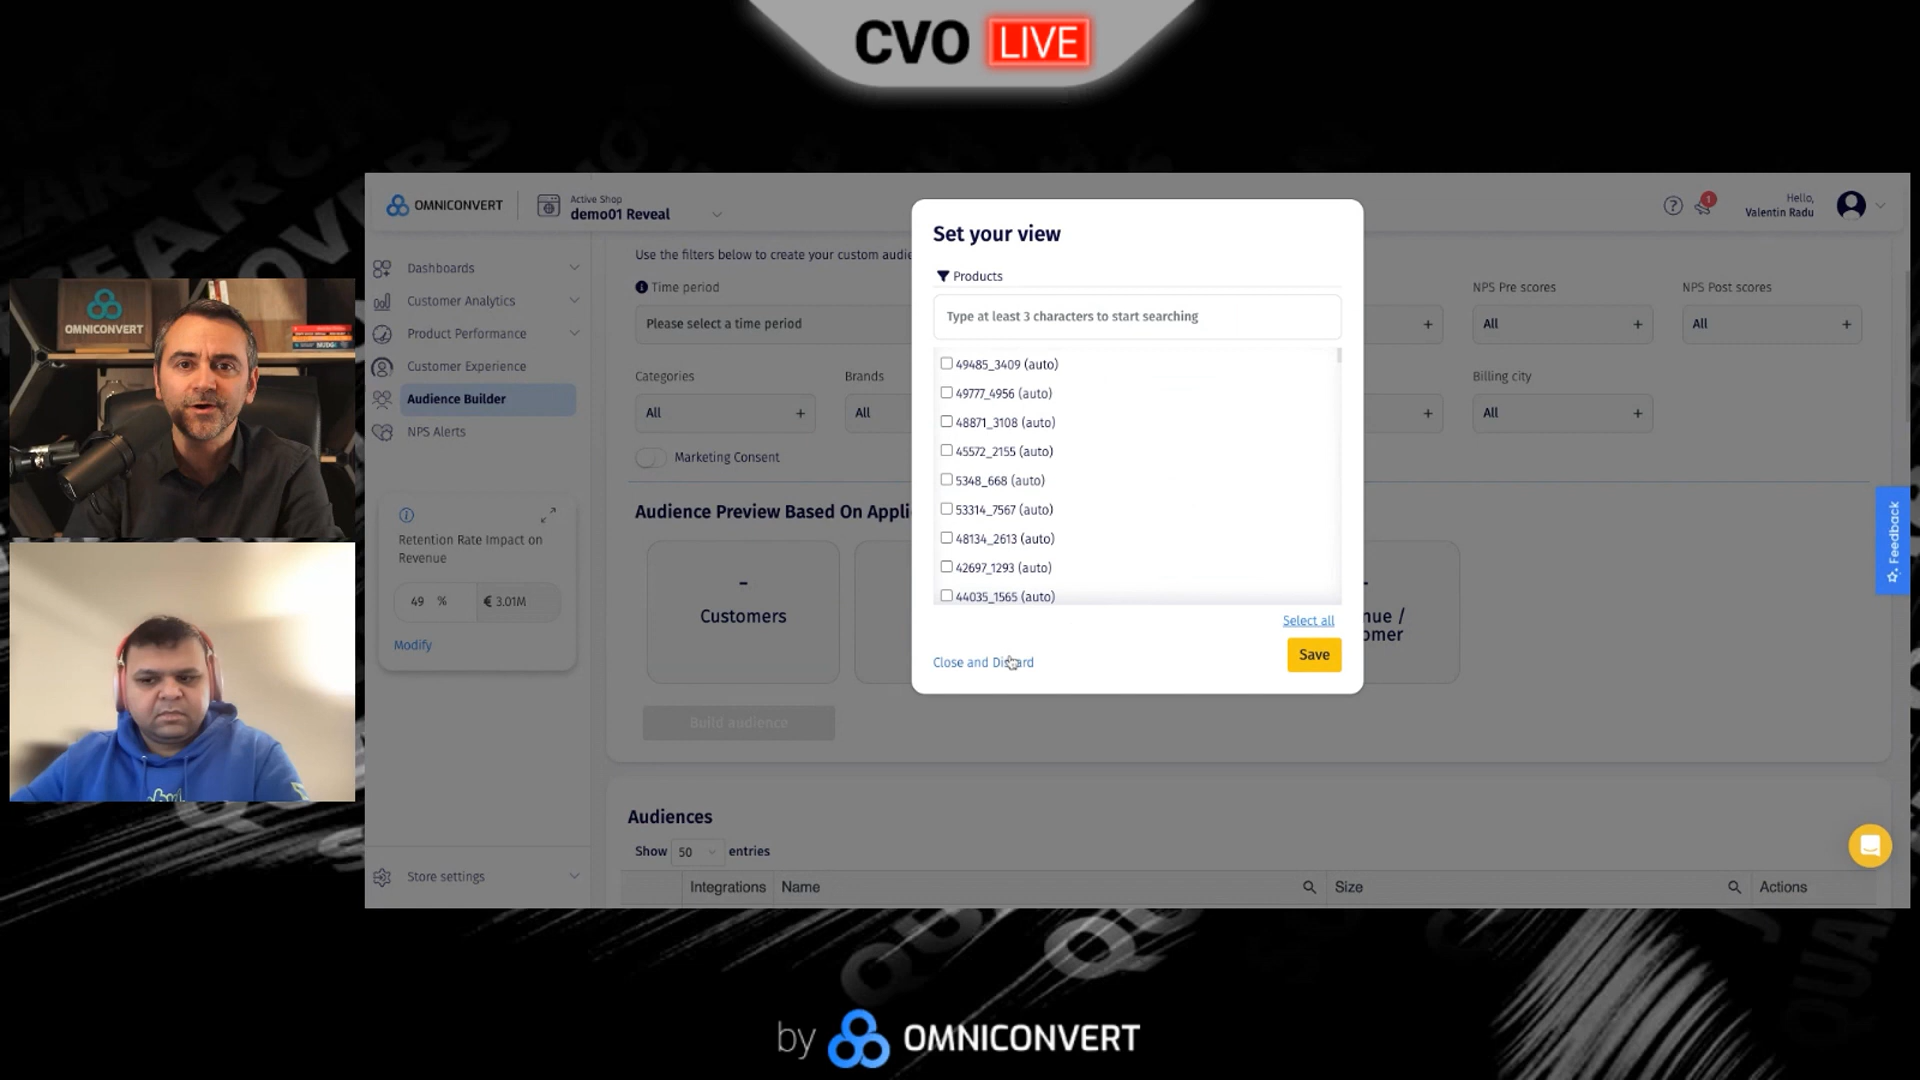 CVO LIVE
OMNICONVERT
Active Shop
demo01 Reveal
1
Hello,
Valentin Radu
Dashboards
Customer Analytics
Product Performance
Customer Experience
Audience Builder
NPS Alerts
Retention Rate Impact on
Revenue
49 % € 3.01M
Modify
Store settings
Use the filters below to create your custom audie
Time period
Please select a time period
NPS Pre scores
All +
NPS Post scores
All +
+
Categories
All +
Brands
All
+
Billing city
All +
Marketing Consent
Audience Preview Based On Appli
-
Customers
nue /
omer
Build audience
Set your view
Products
Type at least 3 characters to start searching
49485_3409 (auto)
49777_4956 (auto)
48871_3108 (auto)
45572_2155 (auto)
5348_668 (auto)
53314_7567 (auto)
48134_2613 (auto)
42697_1293 (auto)
44035_1565 (auto)
Select all
Close and Discard
Save
Feedback
Audiences
Show 50 entries
Integrations Name Size Actions
OMNICONVERT
by OMNICONVERT